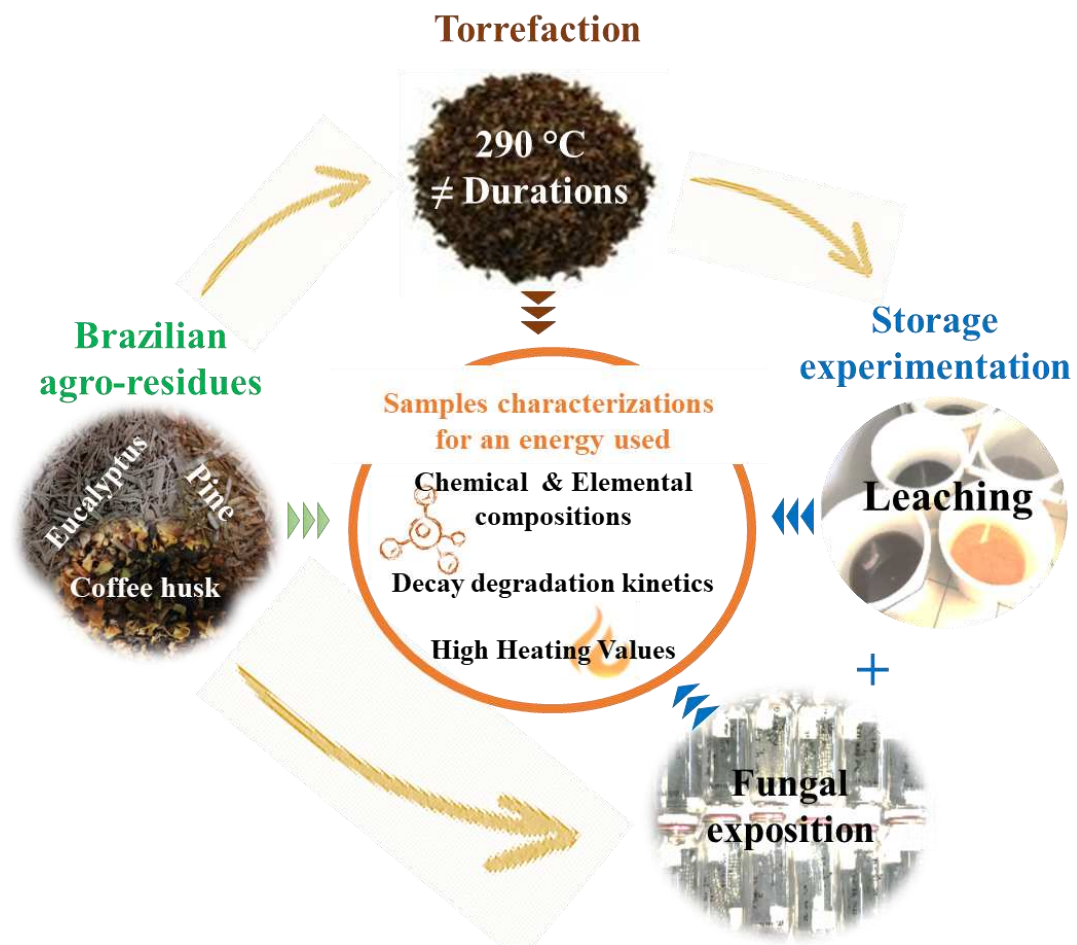 Torrefaction
290 °C
≠ Durations
Brazilian
agro-residues
Eucalyptus
Pine
Coffee husk
Samples characterizations
for an energy used
Chemical & Elemental
compositions
Decay degradation kinetics
High Heating Values
Storage
experimentation
Leaching
+
Fungal
exposition